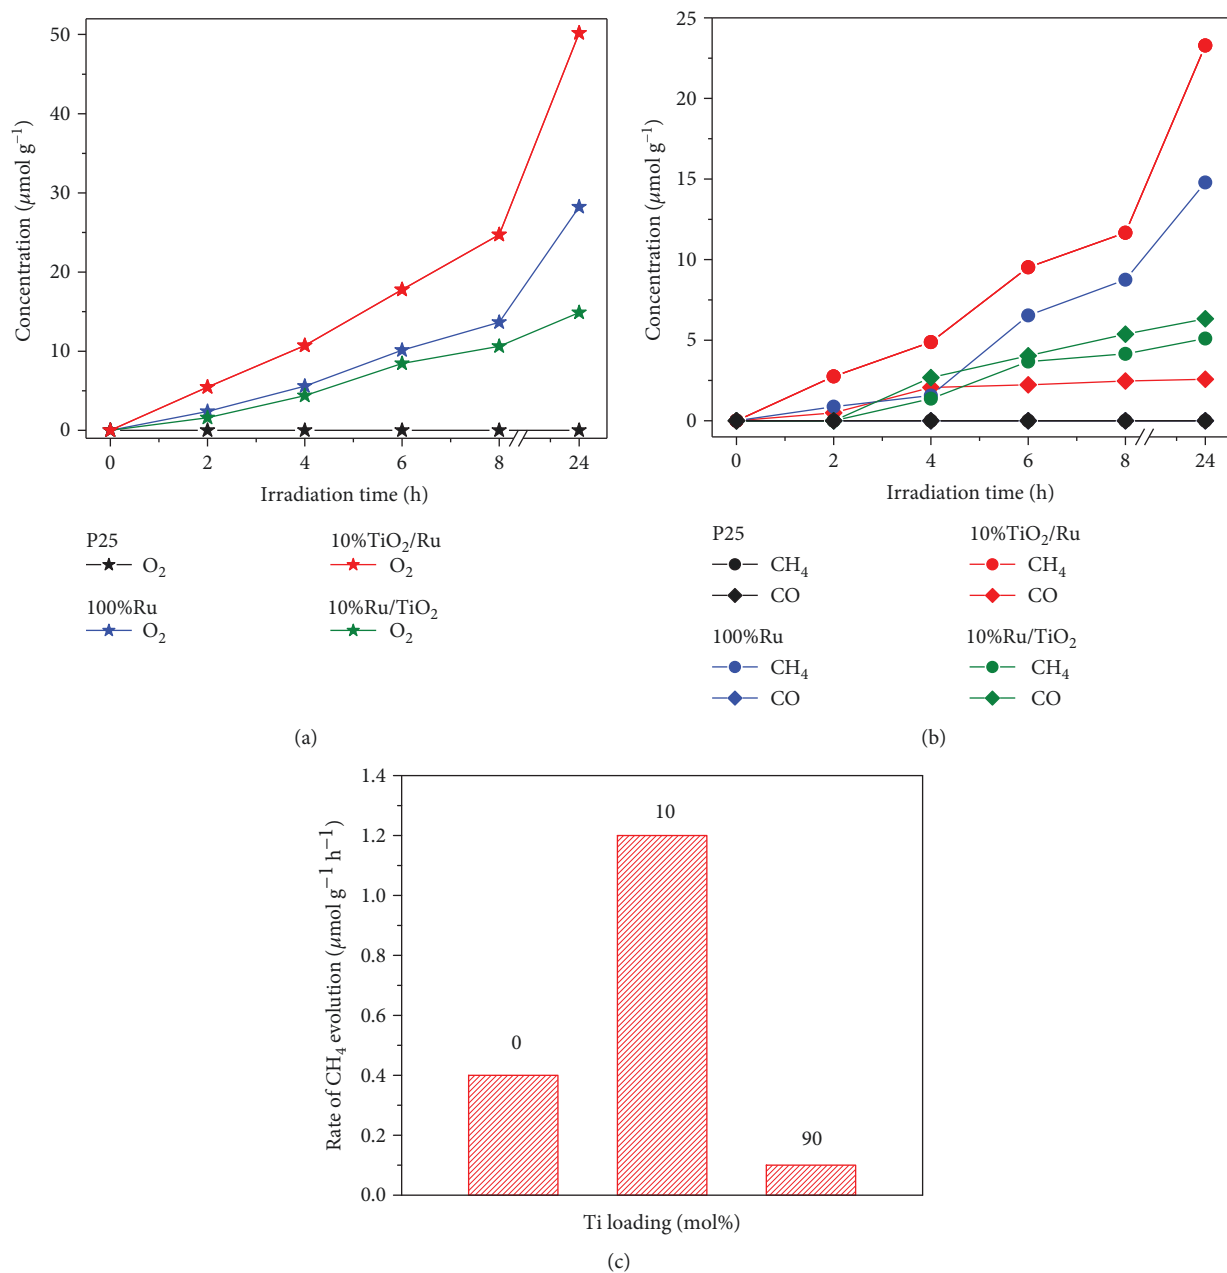 50
40
30
20
10
0
Concentration (μmol g⁻¹)
0 2 4 6 8 24
Irradiation time (h)
P25
O₂
10%TiO₂/Ru
O₂
100%Ru
O₂
10%Ru/TiO₂
O₂
(a)
25
20
15
10
5
0
Concentration (μmol g⁻¹)
0 2 4 6 8 24
Irradiation time (h)
P25
CH₄
CO
10%TiO₂/Ru
CH₄
CO
100%Ru
CH₄
CO
10%Ru/TiO₂
CH₄
CO
(b)
1.4
1.2
1.0
0.8
0.6
0.4
0.2
0.0
Rate of CH₄ evolution (μmol g⁻¹ h⁻¹)
0
10
90
Ti loading (mol%)
(c)